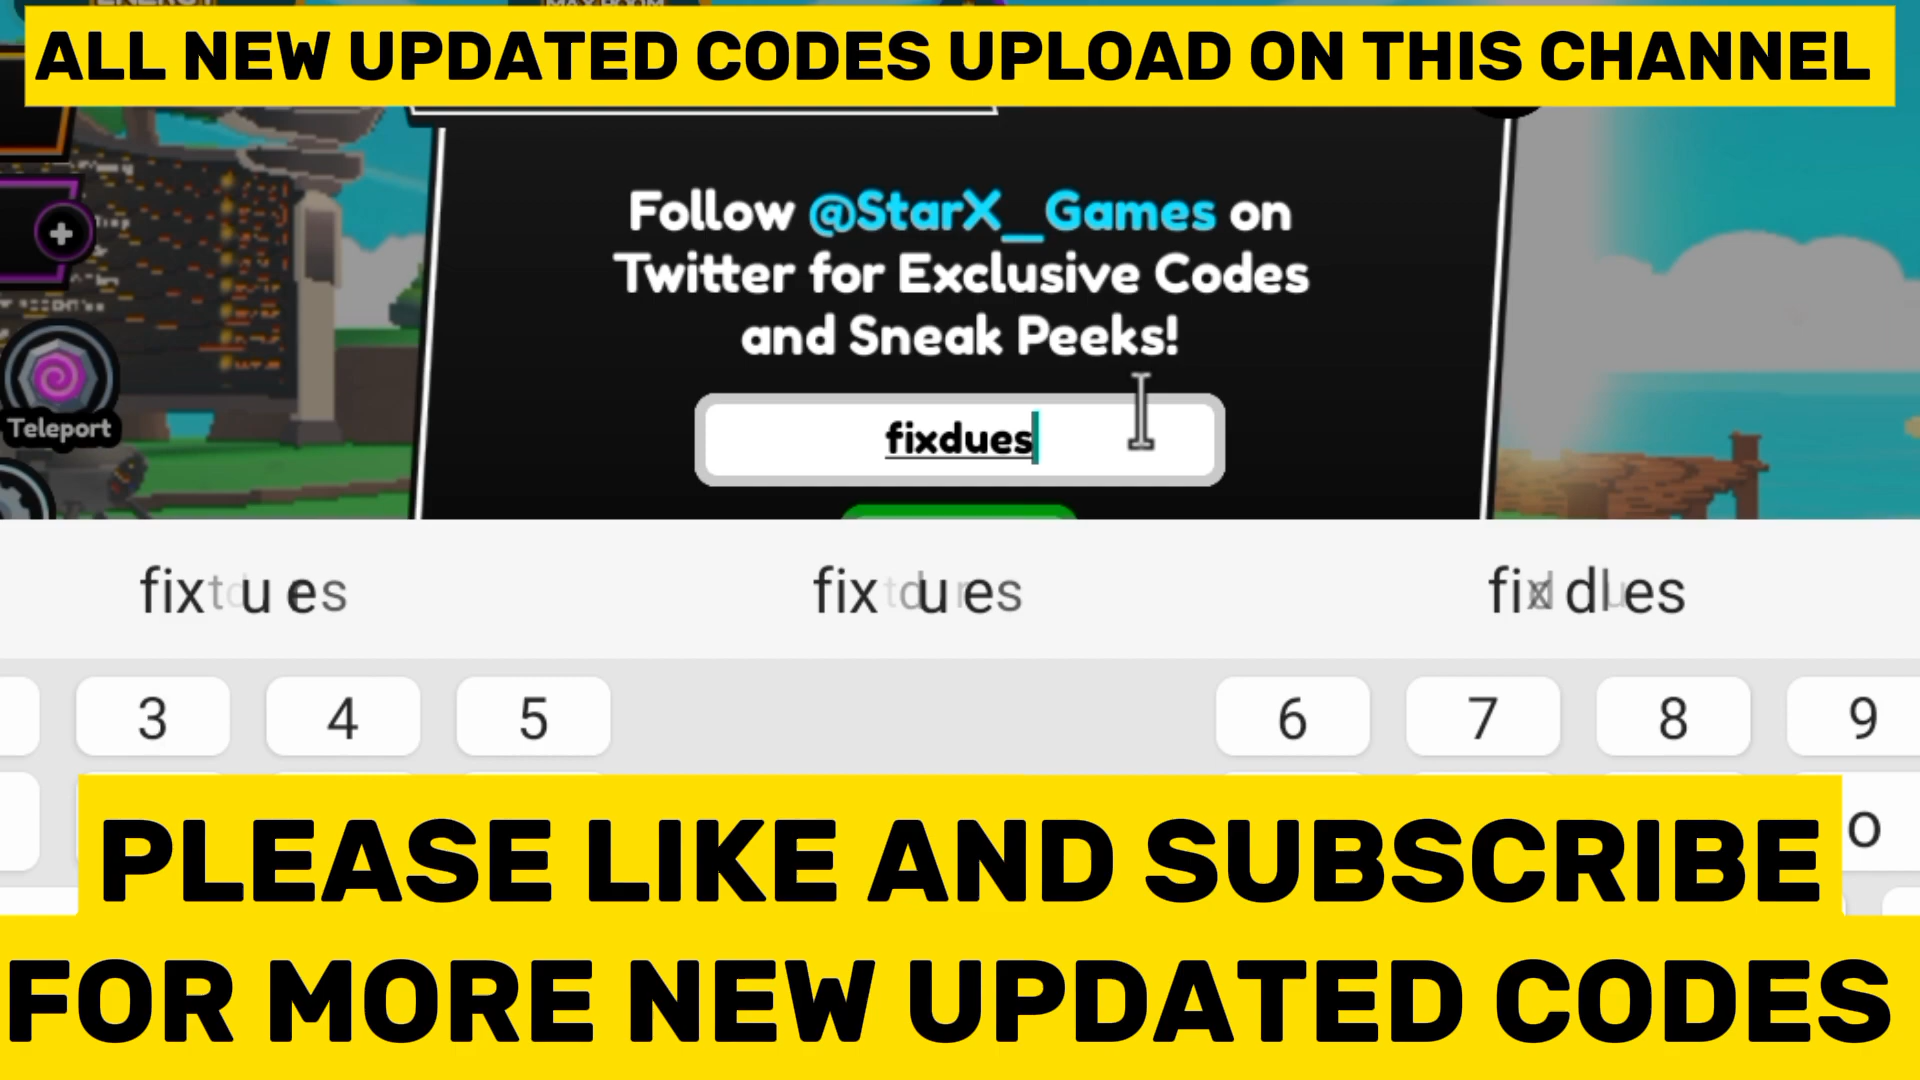 ALL NEW UPDATED CODES UPLOAD ON THIS CHANNEL
Follow @StarX_Games on
Twitter for Exclusive Codes
and Sneak Peeks!
Teleport
fixdues
3 4 5 6 7 8 9
o
PLEASE LIKE AND SUBSCRIBE
FOR MORE NEW UPDATED CODES